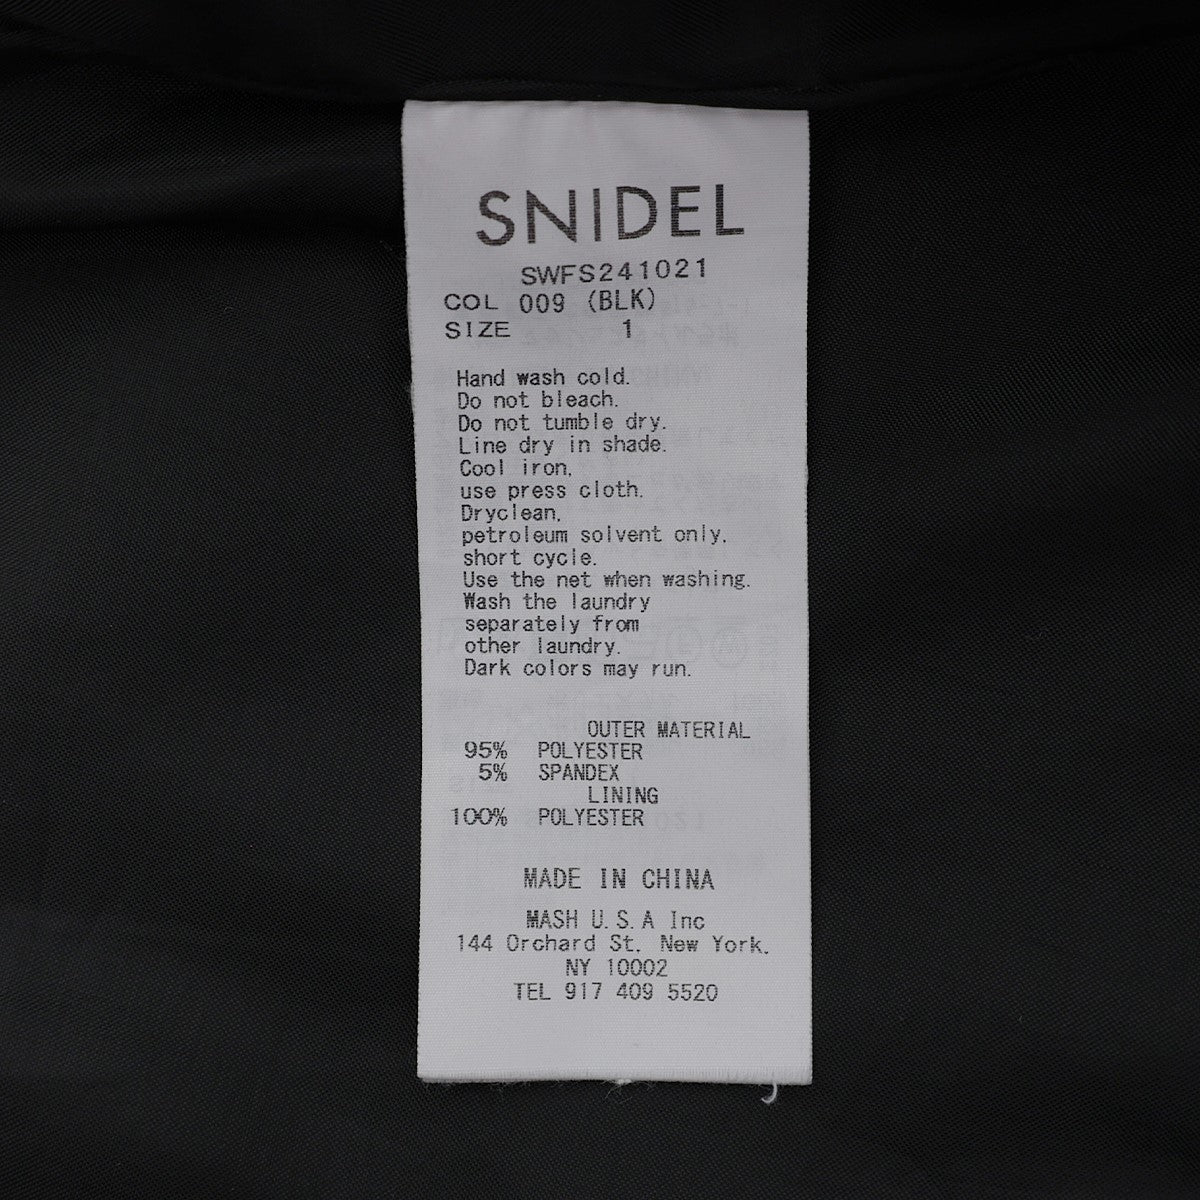 SNIDEL
SWFS241021
COL 009 (BLK)
SIZE 1
Hand wash cold.
Do not bleach.
Do not tumble dry.
Line dry in shade.
Cool iron,
use press cloth.
Dryclean,
petroleum solvent only,
short cycle.
Use the net when washing.
Wash the laundry
separately from
other laundry.
Dark colors may run.
OUTER MATERIAL
95% POLYESTER
5% SPANDEX
LINING
100% POLYESTER
MADE IN CHINA
MASH U.S.A Inc
144 Orchard St. New York.
NY 10002
TEL 917 409 5520